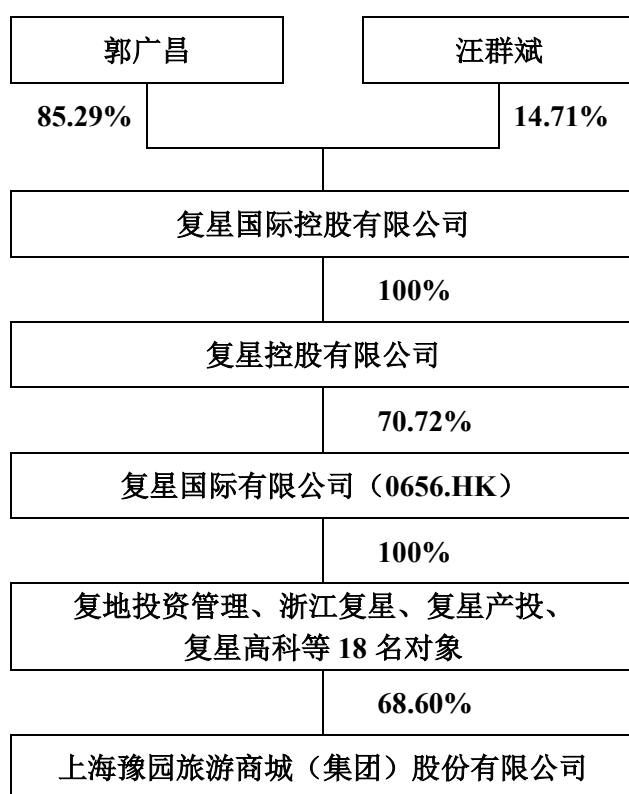 郭广昌
汪群斌
85.29%
14.71%
复星国际控股有限公司
100%
复星控股有限公司
70.72%
复星国际有限公司（0656.HK）
100%
复地投资管理、浙江复星、复星产投、
复星高科等 18 名对象
68.60%
上海豫园旅游商城（集团）股份有限公司